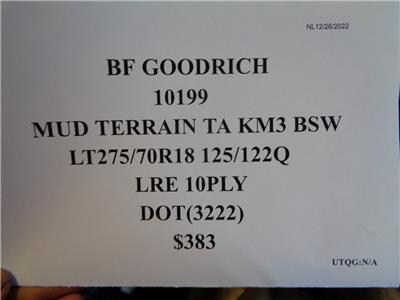 NL12/26/2022
BF GOODRICH
10199
MUD TERRAIN TA KM3 BSW
LT275/70R18 125/122Q
LRE 10PLY
DOT(3222)
$383
UTQG:N/A